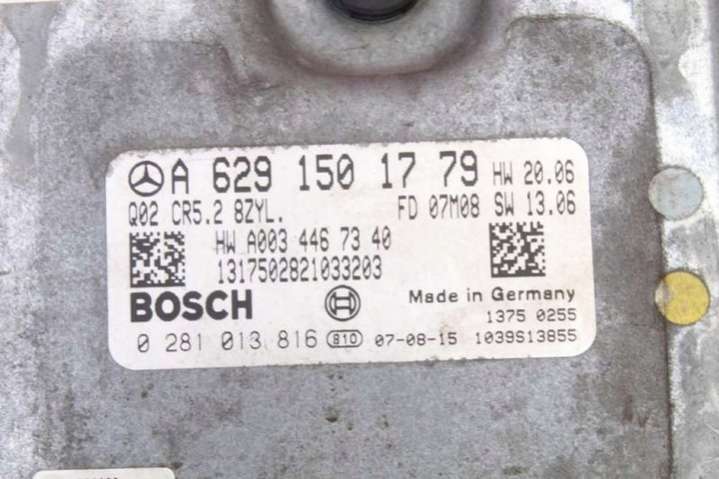 A 629 150 17 79 HW 20.06
Q02 CR5.2 8ZYL. FD 07M08 SW 13.06
HW A003 446 73 40
1317502821033203
BOSCH Made in Germany
1375 0255
0 281 013 816 810 07-08-15 1039S13855